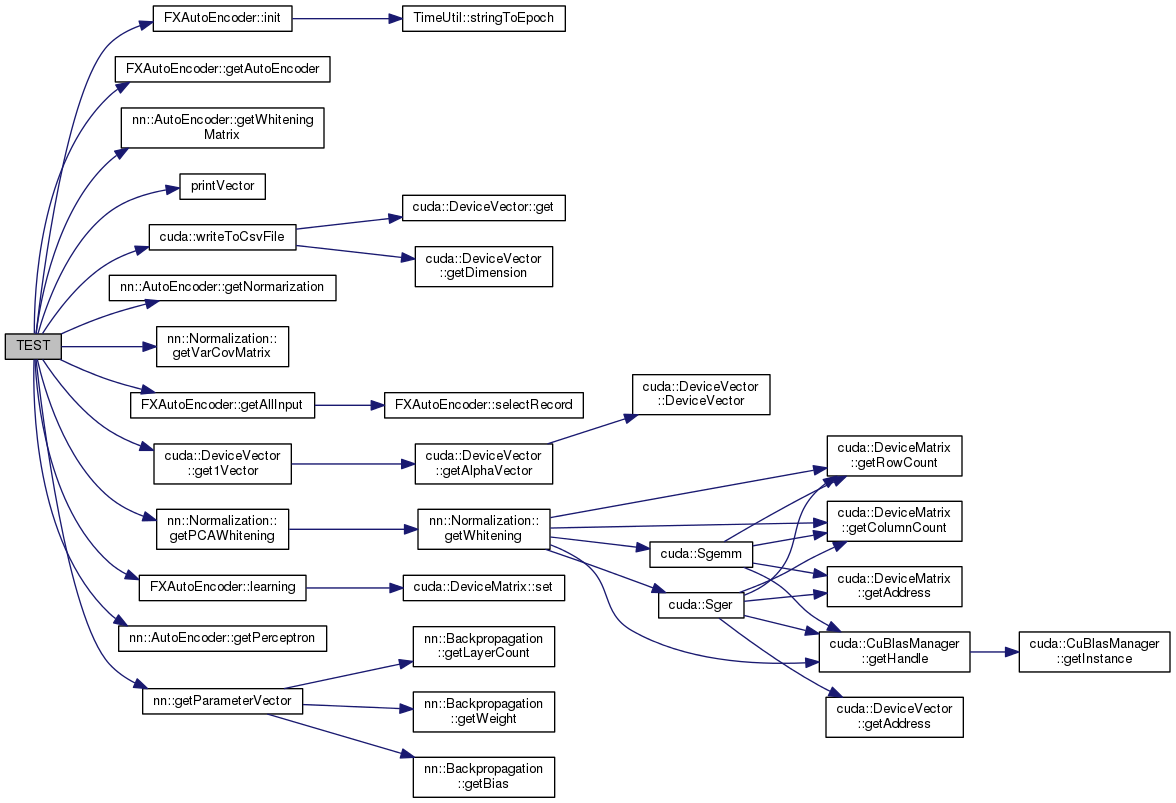 FXAutoEncoder::init
TimeUtil::stringToEpoch
FXAutoEncoder::getAutoEncoder
nn::AutoEncoder::getWhitening
Matrix
printVector
cuda::writeToCsvFile
cuda::DeviceVector::get
cuda::DeviceVector
::getDimension
nn::AutoEncoder::getNormarization
TEST
nn::Normalization::
getVarCovMatrix
FXAutoEncoder::getAllInput
FXAutoEncoder::selectRecord
cuda::DeviceVector
::DeviceVector
cuda::DeviceVector
::get1Vector
cuda::DeviceVector
::getAlphaVector
nn::Normalization::
getPCAWhitening
nn::Normalization::
getWhitening
cuda::Sgemm
cuda::Sger
cuda::DeviceMatrix
::getRowCount
cuda::DeviceMatrix
::getColumnCount
cuda::DeviceMatrix
::getAddress
cuda::CuBlasManager
::getHandle
cuda::CuBlasManager
::getInstance
cuda::DeviceVector
::getAddress
FXAutoEncoder::learning
cuda::DeviceMatrix::set
nn::AutoEncoder::getPerceptron
nn::getParameterVector
nn::Backpropagation
::getLayerCount
nn::Backpropagation
::getWeight
nn::Backpropagation
::getBias